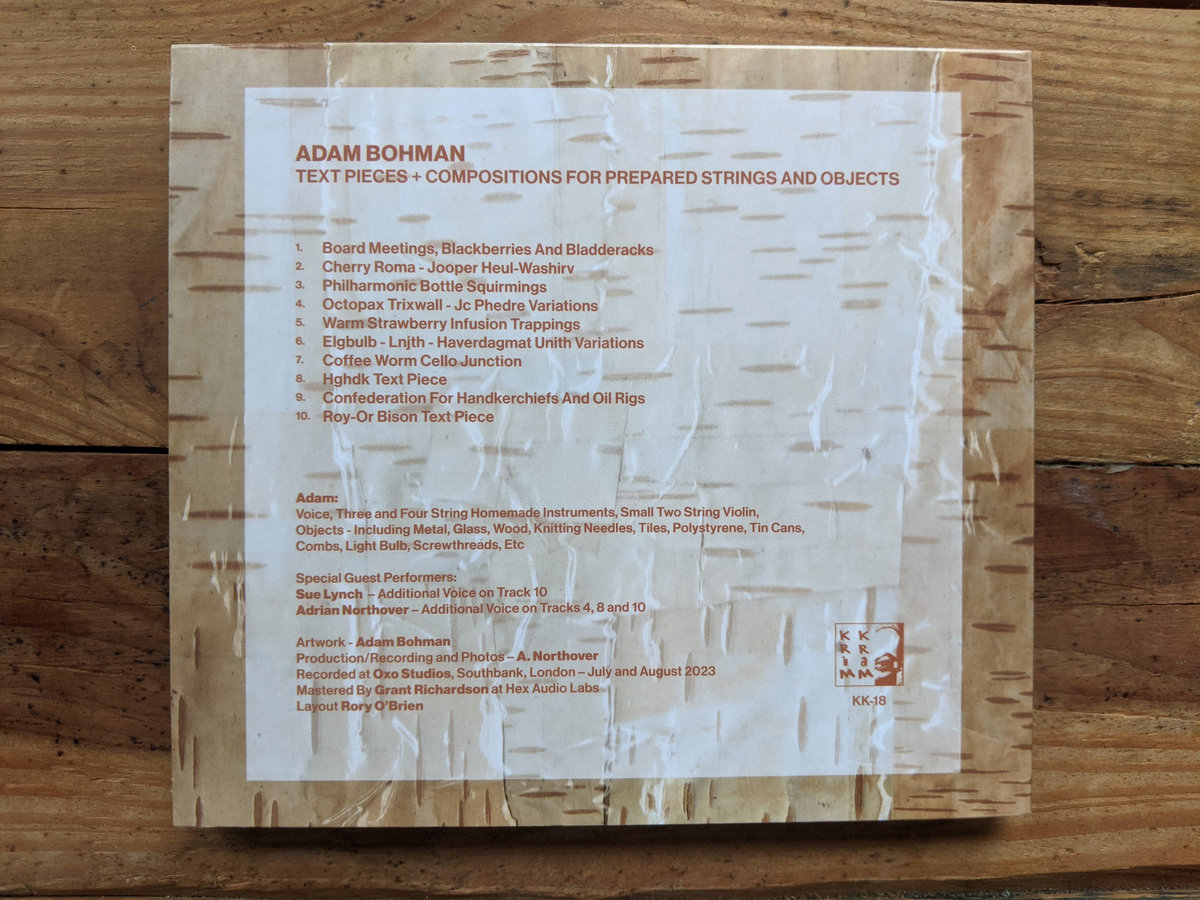 ADAM BOHMAN
TEXT PIECES + COMPOSITIONS FOR PREPARED STRINGS AND OBJECTS
1. Board Meetings, Blackberries And Bladderacks
2. Cherry Roma - Jooper Heul-Washirv
3. Philharmonic Bottle Squirmings
4. Octopax Trixwall - Jc Phedre Variations
5. Warm Strawberry Infusion Trappings
6. Elgbulb - Lnjth - Haverdagmat Unith Variations
7. Coffee Worm Cello Junction
8. Hghdk Text Piece
9. Confederation For Handkerchiefs And Oil Rigs
10. Roy-Or Bison Text Piece
Adam:
Voice, Three and Four String Homemade Instruments, Small Two String Violin,
Objects - Including Metal, Glass, Wood, Knitting Needles, Tiles, Polystyrene, Tin Cans,
Combs, Light Bulb, Screwthreads, Etc
Special Guest Performers:
Sue Lynch – Additional Voice on Track 10
Adrian Northover – Additional Voice on Tracks 4, 8 and 10
Artwork - Adam Bohman
Production/Recording and Photos – A. Northover
Recorded at Oxo Studios, Southbank, London – July and August 2023
Mastered By Grant Richardson at Hex Audio Labs
Layout Rory O'Brien
KRiM KRaM
KK-18